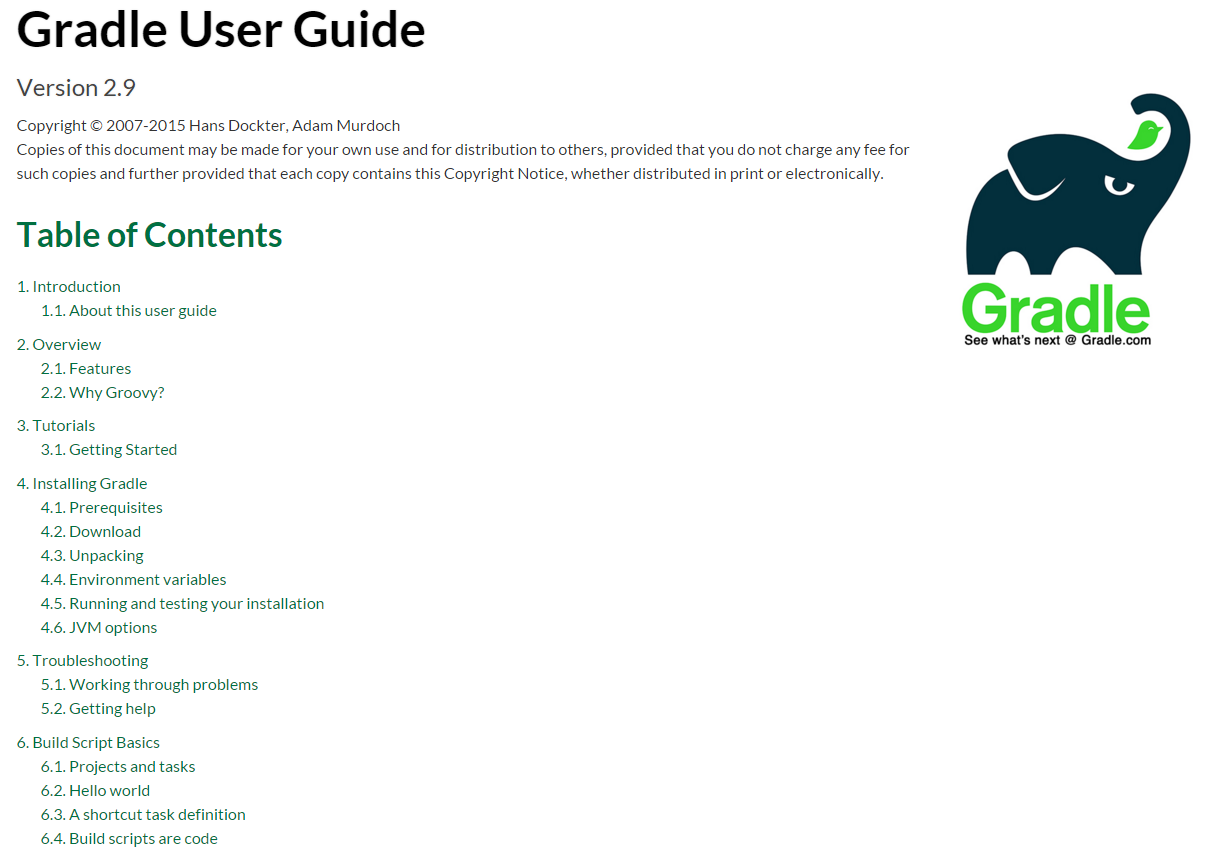 Gradle User Guide
Version 2.9
Copyright © 2007-2015 Hans Dockter, Adam Murdoch
Copies of this document may be made for your own use and for distribution to others, provided that you do not charge any fee for
such copies and further provided that each copy contains this Copyright Notice, whether distributed in print or electronically.
Gradle
See what's next @ Gradle.com
Table of Contents
1. Introduction
1.1. About this user guide
2. Overview
2.1. Features
2.2. Why Groovy?
3. Tutorials
3.1. Getting Started
4. Installing Gradle
4.1. Prerequisites
4.2. Download
4.3. Unpacking
4.4. Environment variables
4.5. Running and testing your installation
4.6. JVM options
5. Troubleshooting
5.1. Working through problems
5.2. Getting help
6. Build Script Basics
6.1. Projects and tasks
6.2. Hello world
6.3. A shortcut task definition
6.4. Build scripts are code